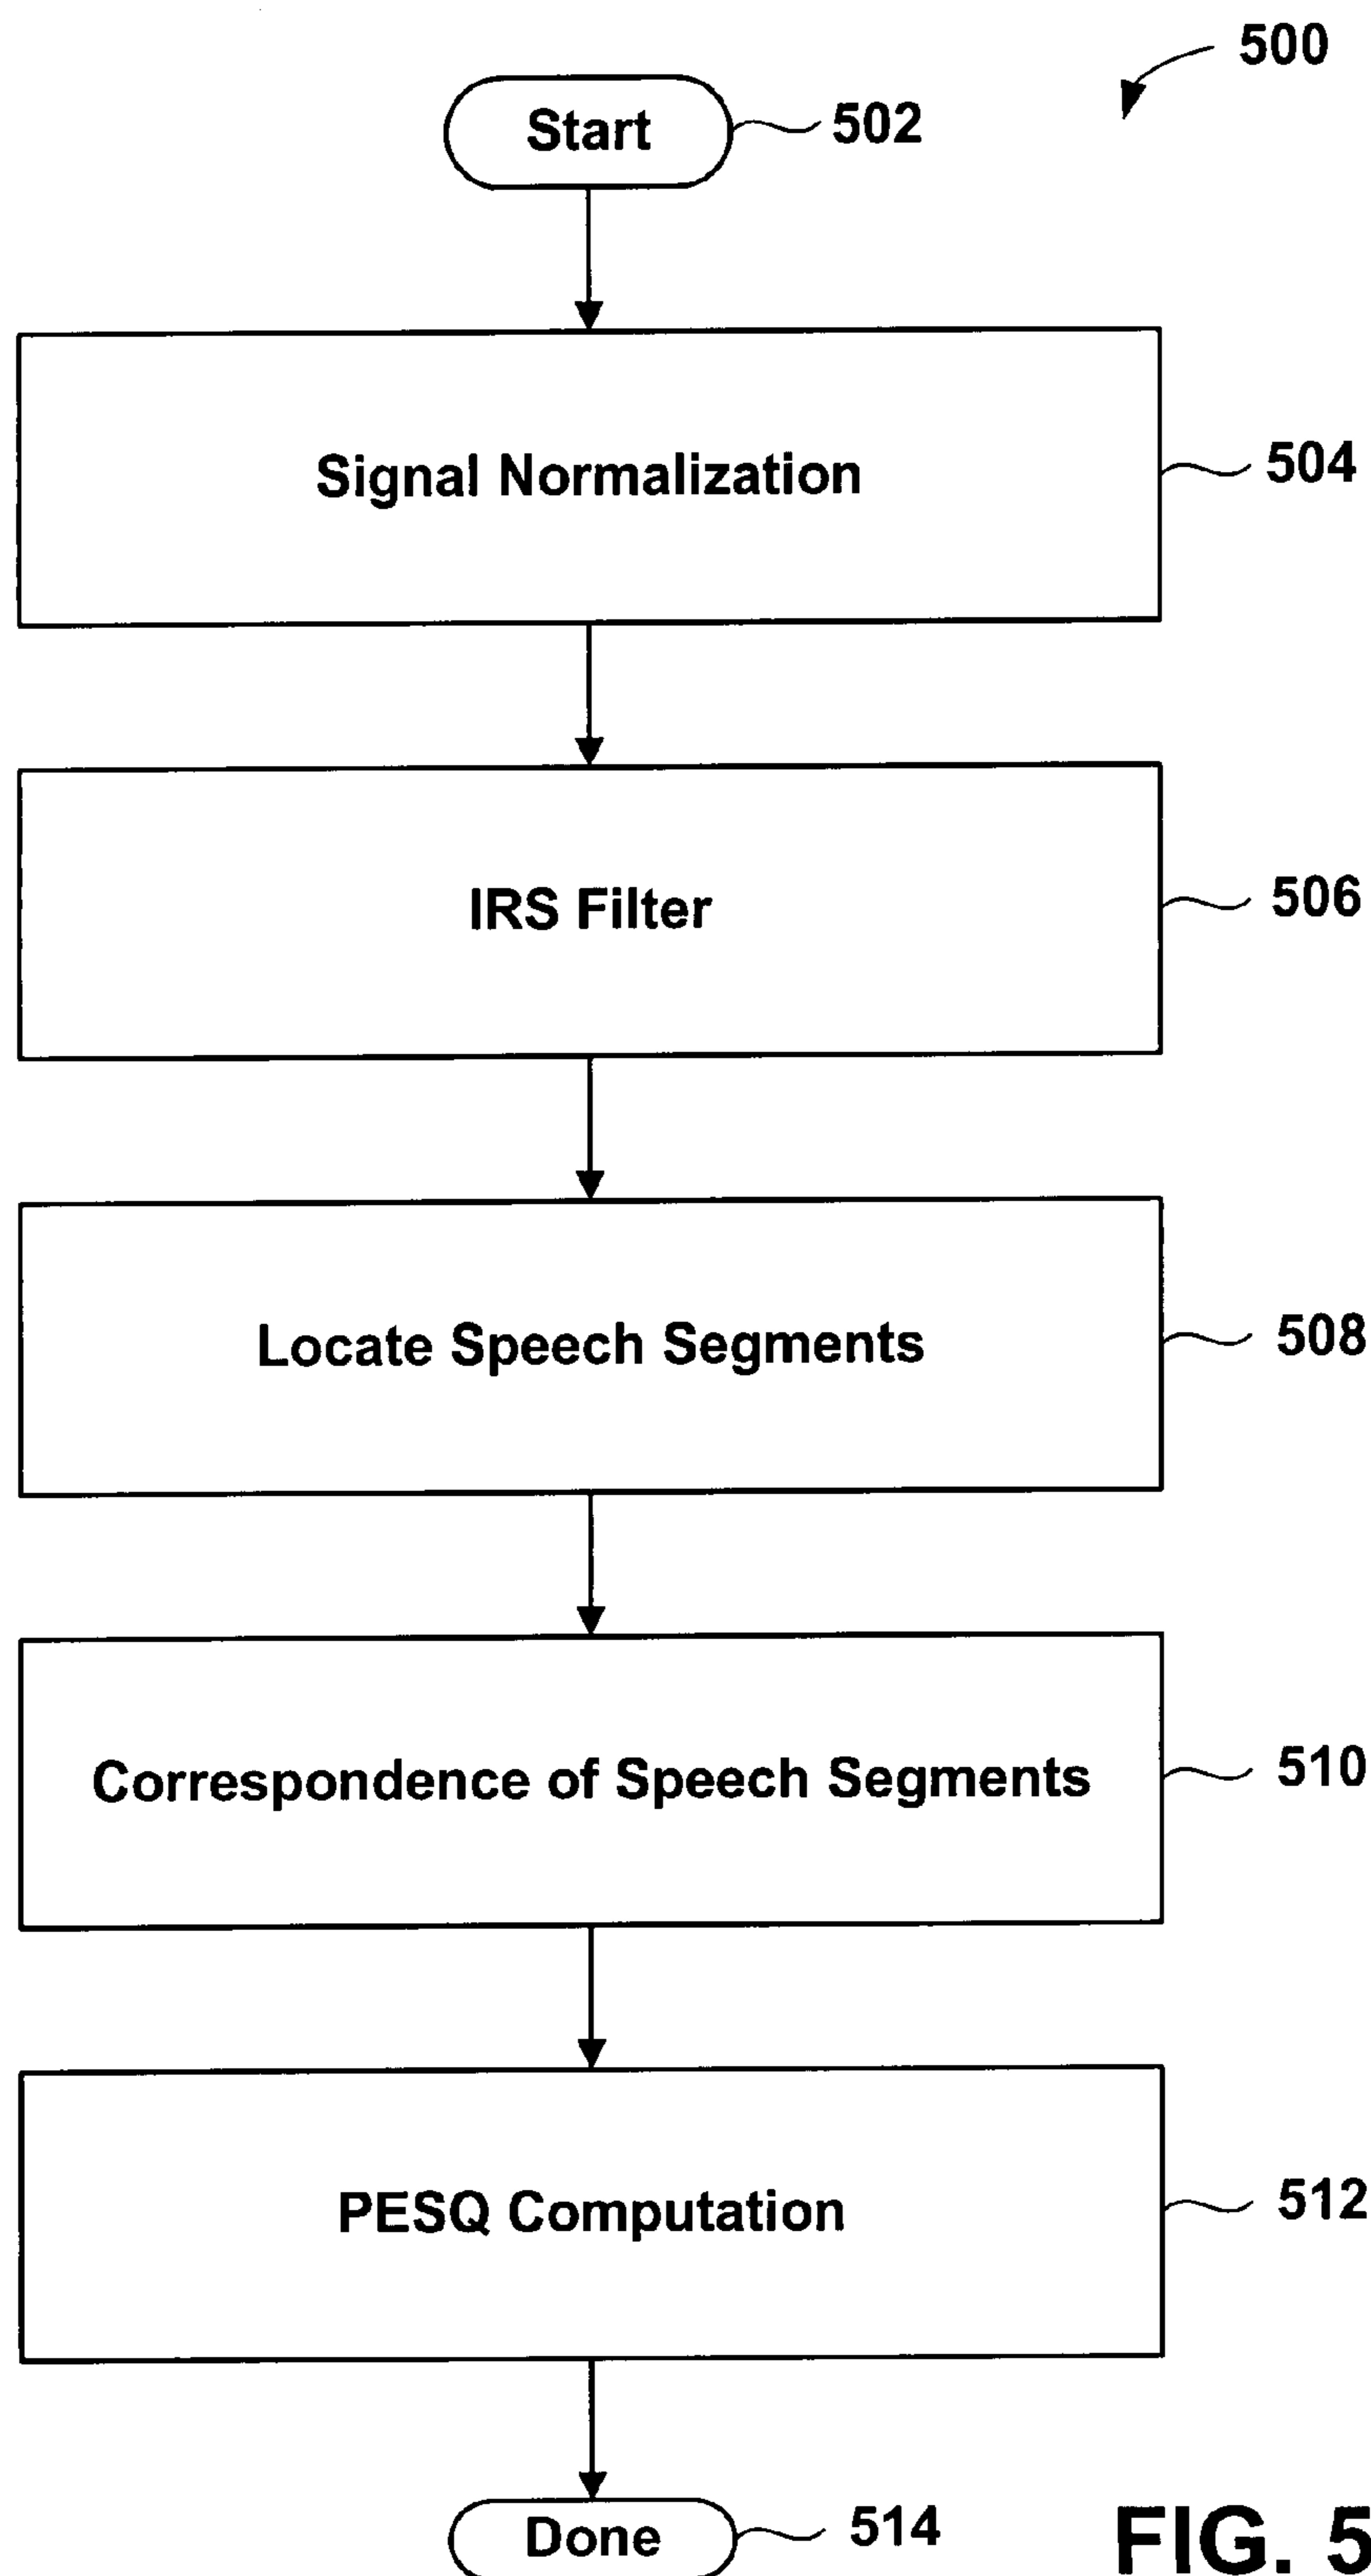 500
Start 502
Signal Normalization 504
IRS Filter 506
Locate Speech Segments 508
Correspondence of Speech Segments 510
PESQ Computation 512
Done 514
FIG. 5